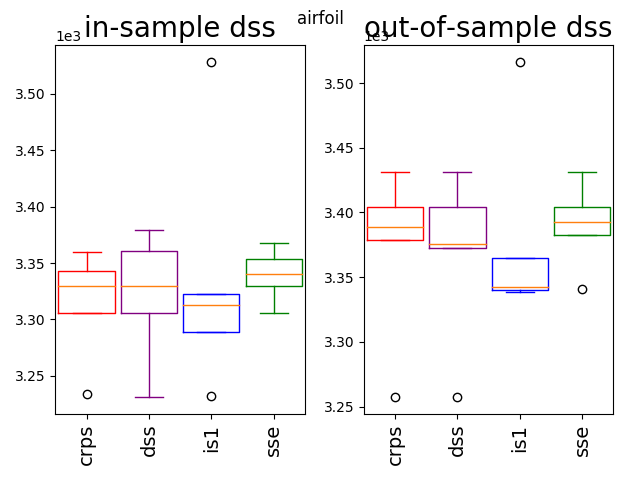 airfoil
in-sample dss
1e3
3.50
3.45
3.40
3.35
3.30
3.25
crps
dss
is1
sse
out-of-sample dss
1e3
3.50
3.45
3.40
3.35
3.30
3.25
crps
dss
is1
sse